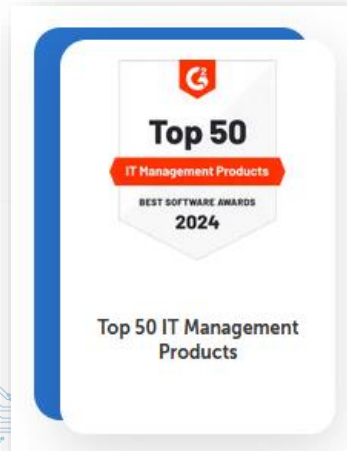 G2
Top 50
IT Management Products
BEST SOFTWARE AWARDS
2024
Top 50 IT Management
Products